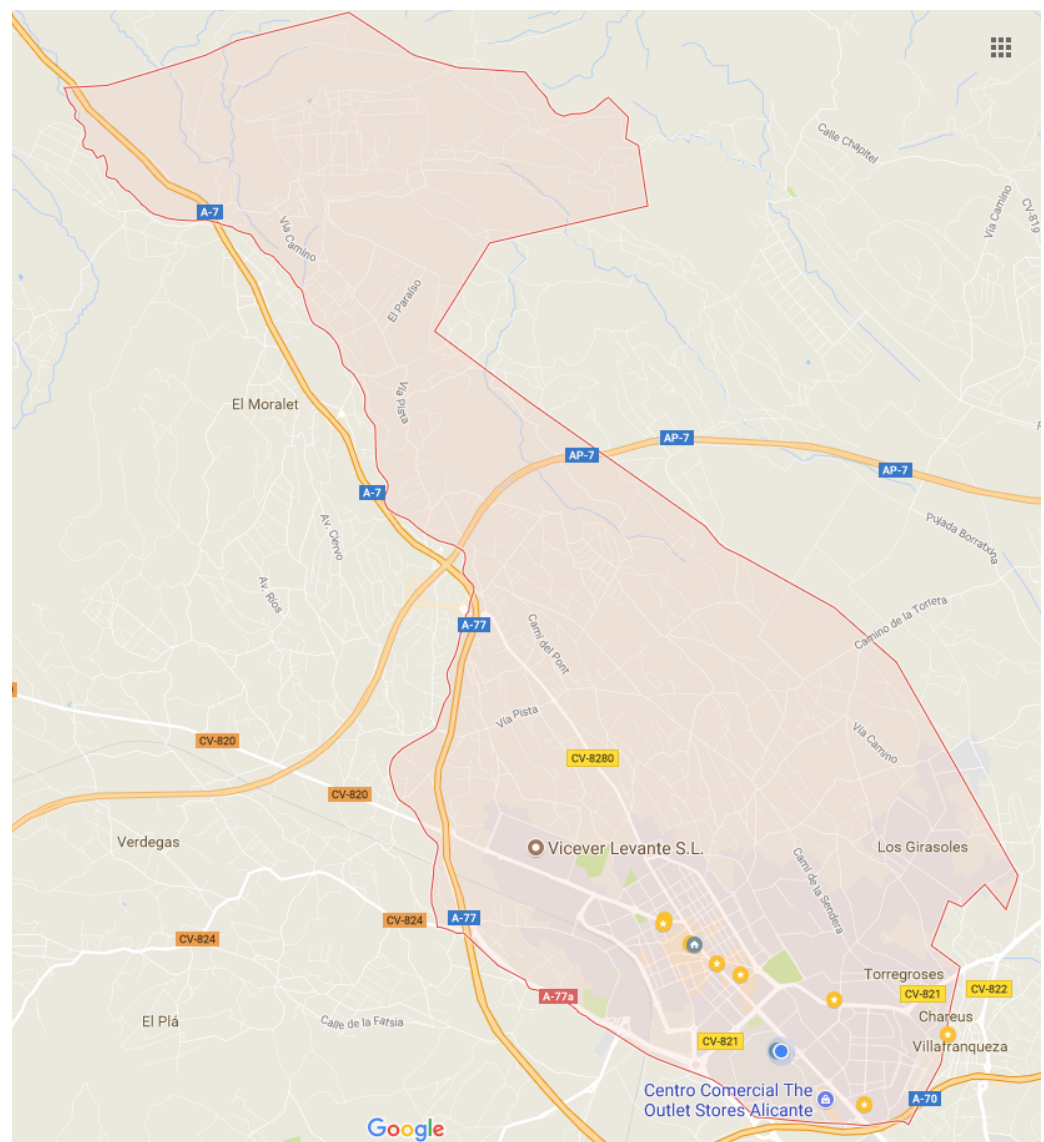 Calle Chapitel
CV-819
Vía Camino
A-7
Vía Camino
El Paraíso
Vía Pista
El Moralet
AP-7
AP-7
AP-7
A-7
Av. Ciervo
Pujada Borratxina
Av. Rios
Camino de la Torreta
A-77
Camí del Pont
Vía Pista
CV-820
Vía Camino
CV-8280
CV-820
Verdegas
Vicever Levante S.L.
Los Girasoles
Camí de la Sendera
CV-824
A-77
CV-824
Torregroses
A-77a
CV-821
CV-822
El Plá
Calle de la Farsia
Chareus
CV-821
Villafranqueza
Centro Comercial The
Outlet Stores Alicante
A-70
Google